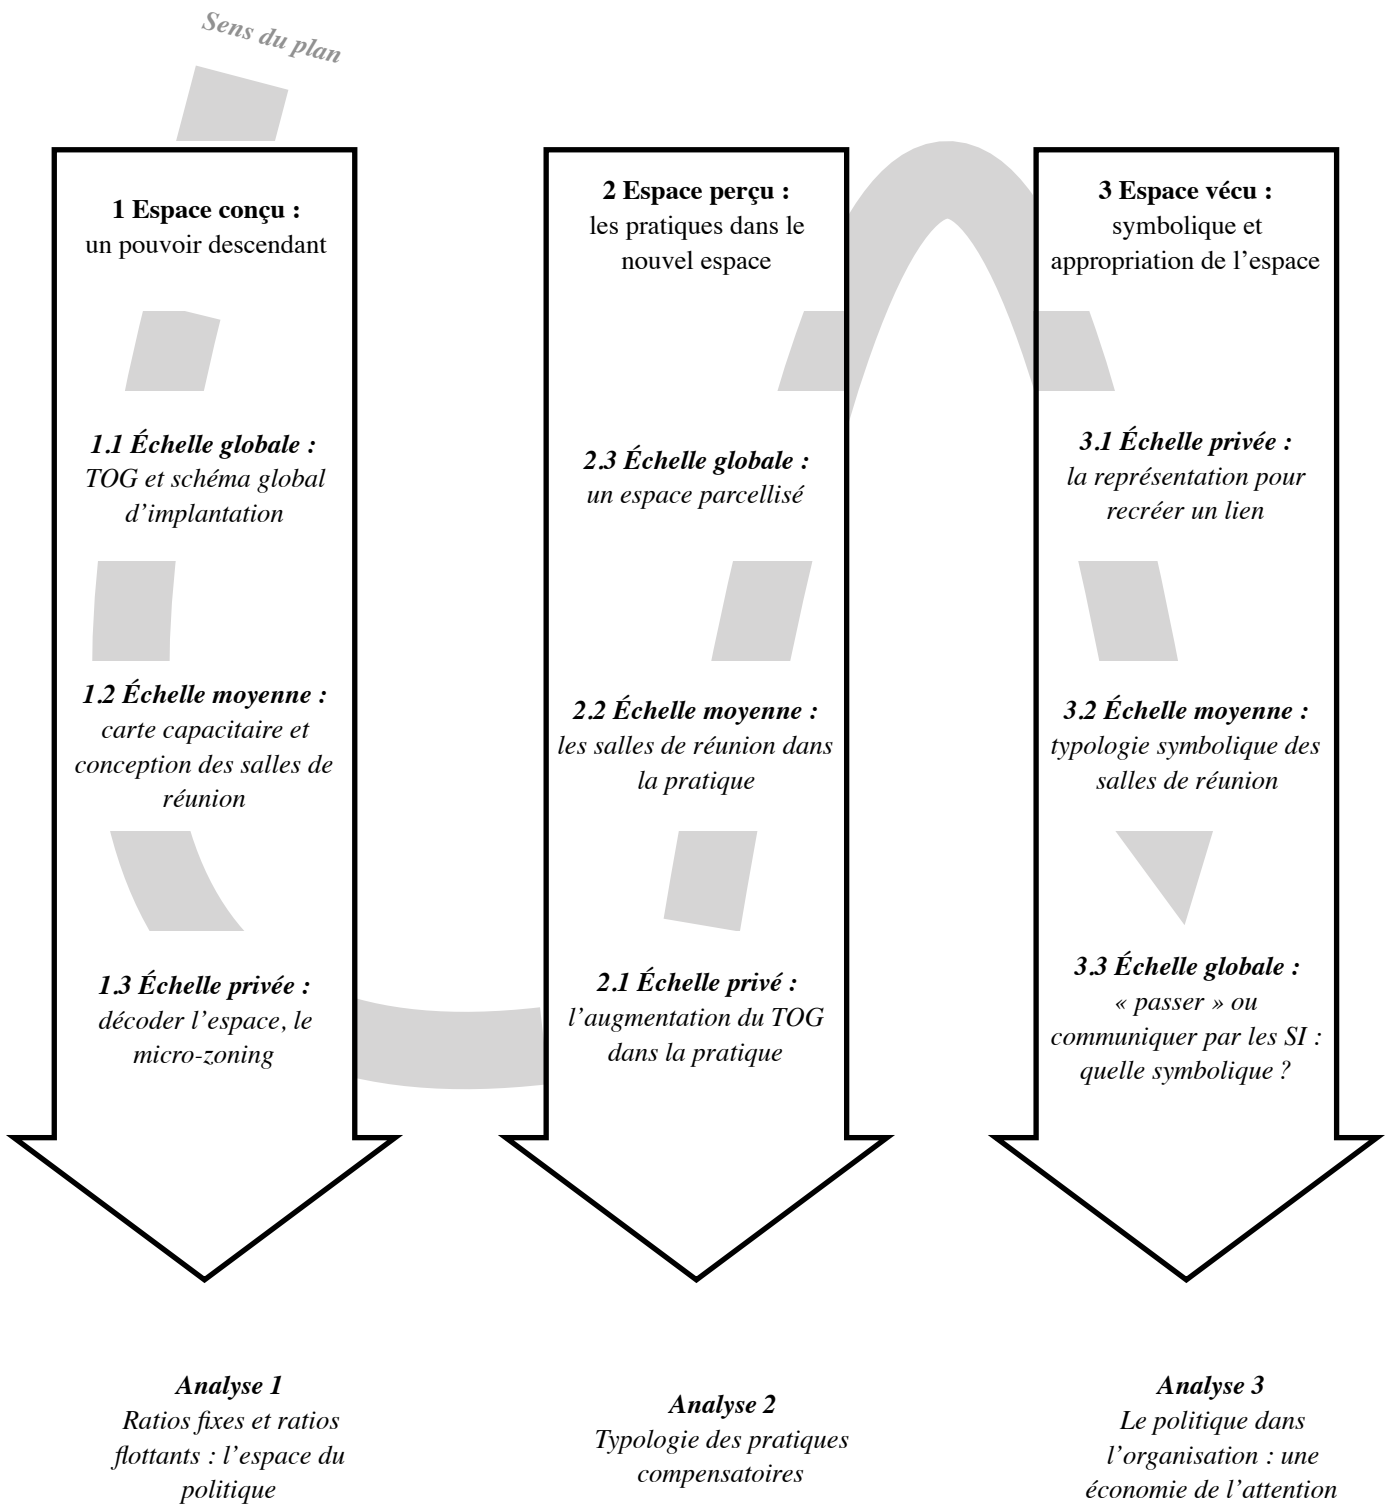 Sens du plan
1 Espace conçu :
un pouvoir descendant
1.1 Échelle globale :
TOG et schéma global
d’implantation
1.2 Échelle moyenne :
carte capacitaire et
conception des salles de
réunion
1.3 Échelle privée :
décoder l’espace, le
micro-zoning
2 Espace perçu :
les pratiques dans le
nouvel espace
2.3 Échelle globale :
un espace parcellisé
2.2 Échelle moyenne :
les salles de réunion dans
la pratique
2.1 Échelle privé :
l’augmentation du TOG
dans la pratique
3 Espace vécu :
symbolique et
appropriation de l’espace
3.1 Échelle privée :
la représentation pour
recréer un lien
3.2 Échelle moyenne :
typologie symbolique des
salles de réunion
3.3 Échelle globale :
« passer » ou
communiquer par les SI :
quelle symbolique ?
Analyse 1
Ratios fixes et ratios
flottants : l’espace du
politique
Analyse 2
Typologie des pratiques
compensatoires
Analyse 3
Le politique dans
l’organisation : une
économie de l’attention